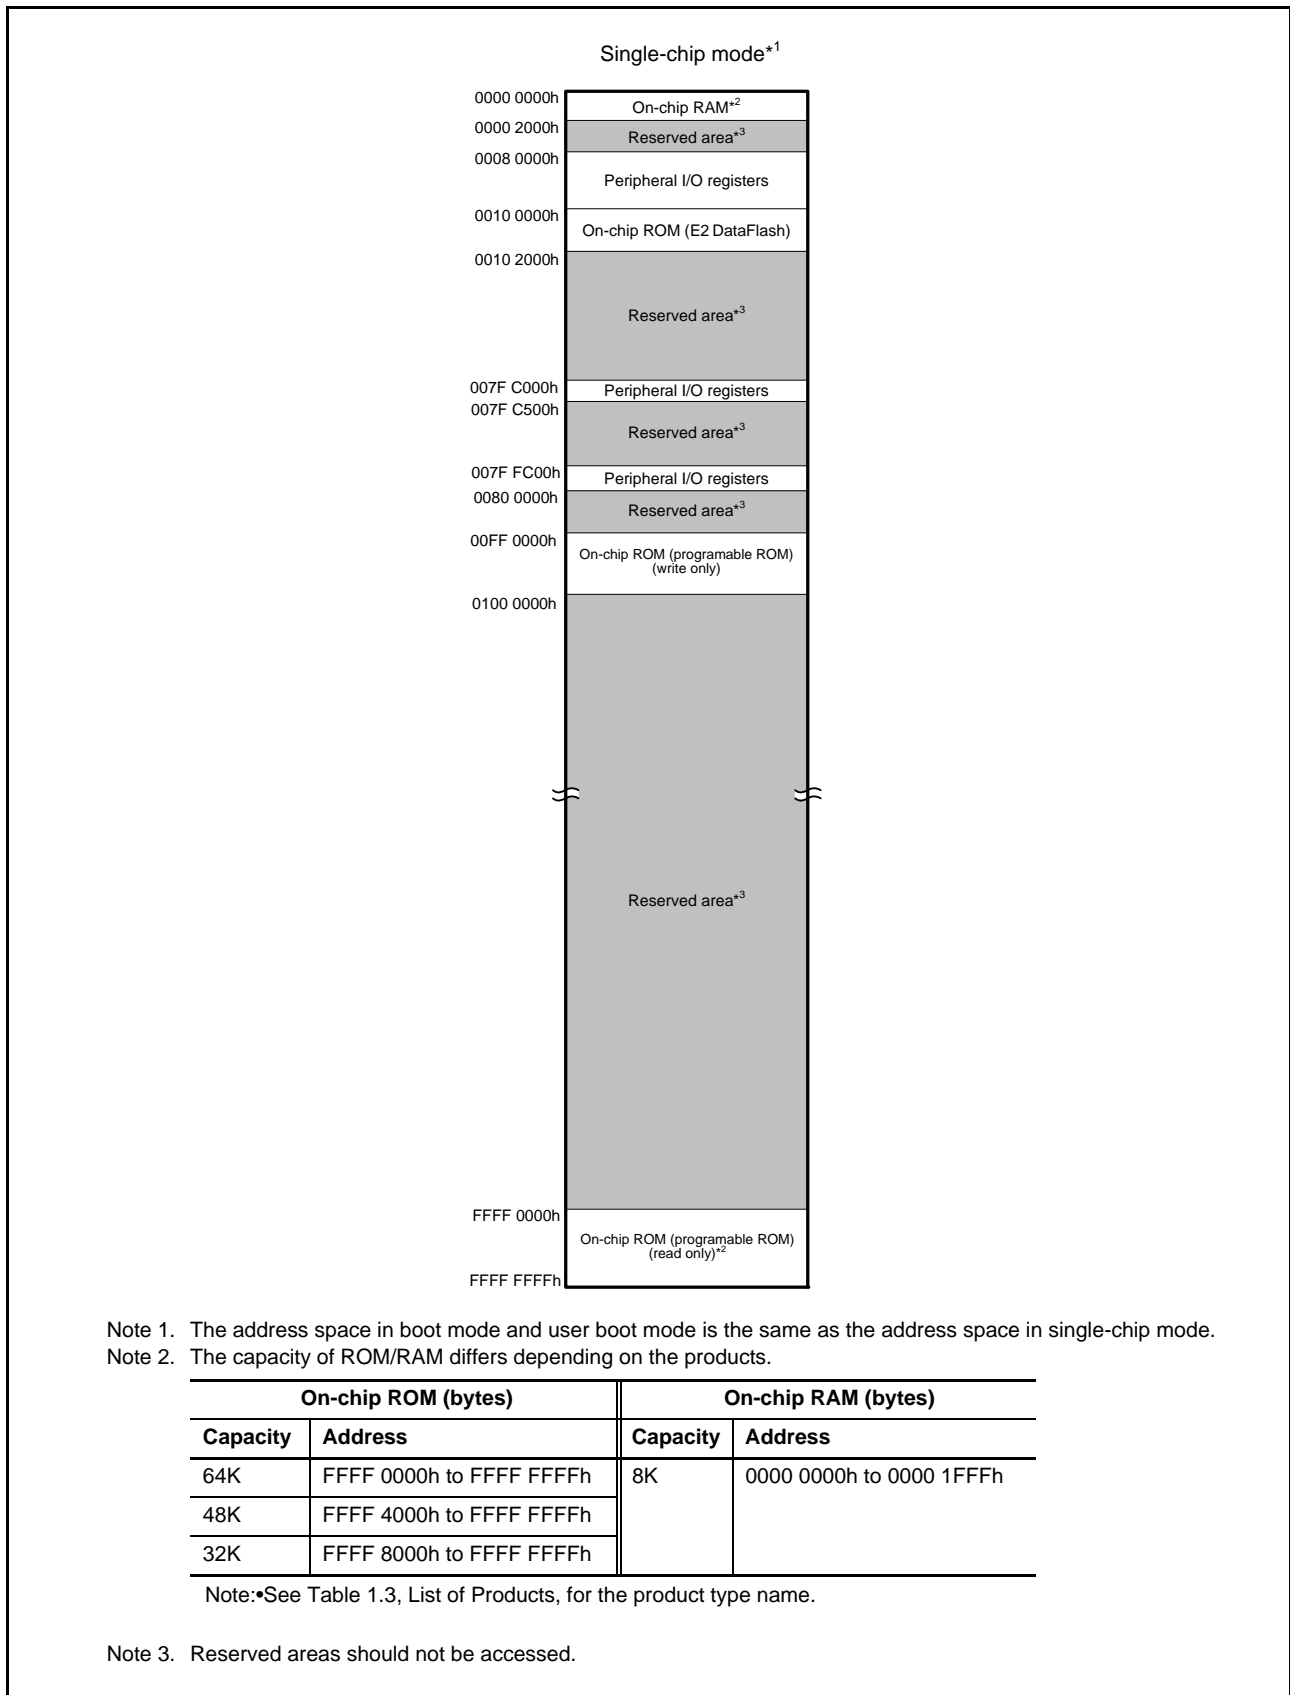 Single-chip mode*1
0000 0000h
On-chip RAM*2
0000 2000h
Reserved area*3
0008 0000h
Peripheral I/O registers
0010 0000h
On-chip ROM (E2 DataFlash)
0010 2000h
Reserved area*3
007F C000h
Peripheral I/O registers
007F C500h
Reserved area*3
007F FC00h
Peripheral I/O registers
0080 0000h
Reserved area*3
00FF 0000h
On-chip ROM (programable ROM)
(write only)
0100 0000h
Reserved area*3
FFFF 0000h
On-chip ROM (programable ROM)
(read only)*2
FFFF FFFFh
Note 1. The address space in boot mode and user boot mode is the same as the address space in single-chip mode.
Note 2. The capacity of ROM/RAM differs depending on the products.
On-chip ROM (bytes) On-chip RAM (bytes)
Capacity Address Capacity Address
64K FFFF 0000h to FFFF FFFFh 8K 0000 0000h to 0000 1FFFh
48K FFFF 4000h to FFFF FFFFh
32K FFFF 8000h to FFFF FFFFh
Note:•See Table 1.3, List of Products, for the product type name.
Note 3. Reserved areas should not be accessed.